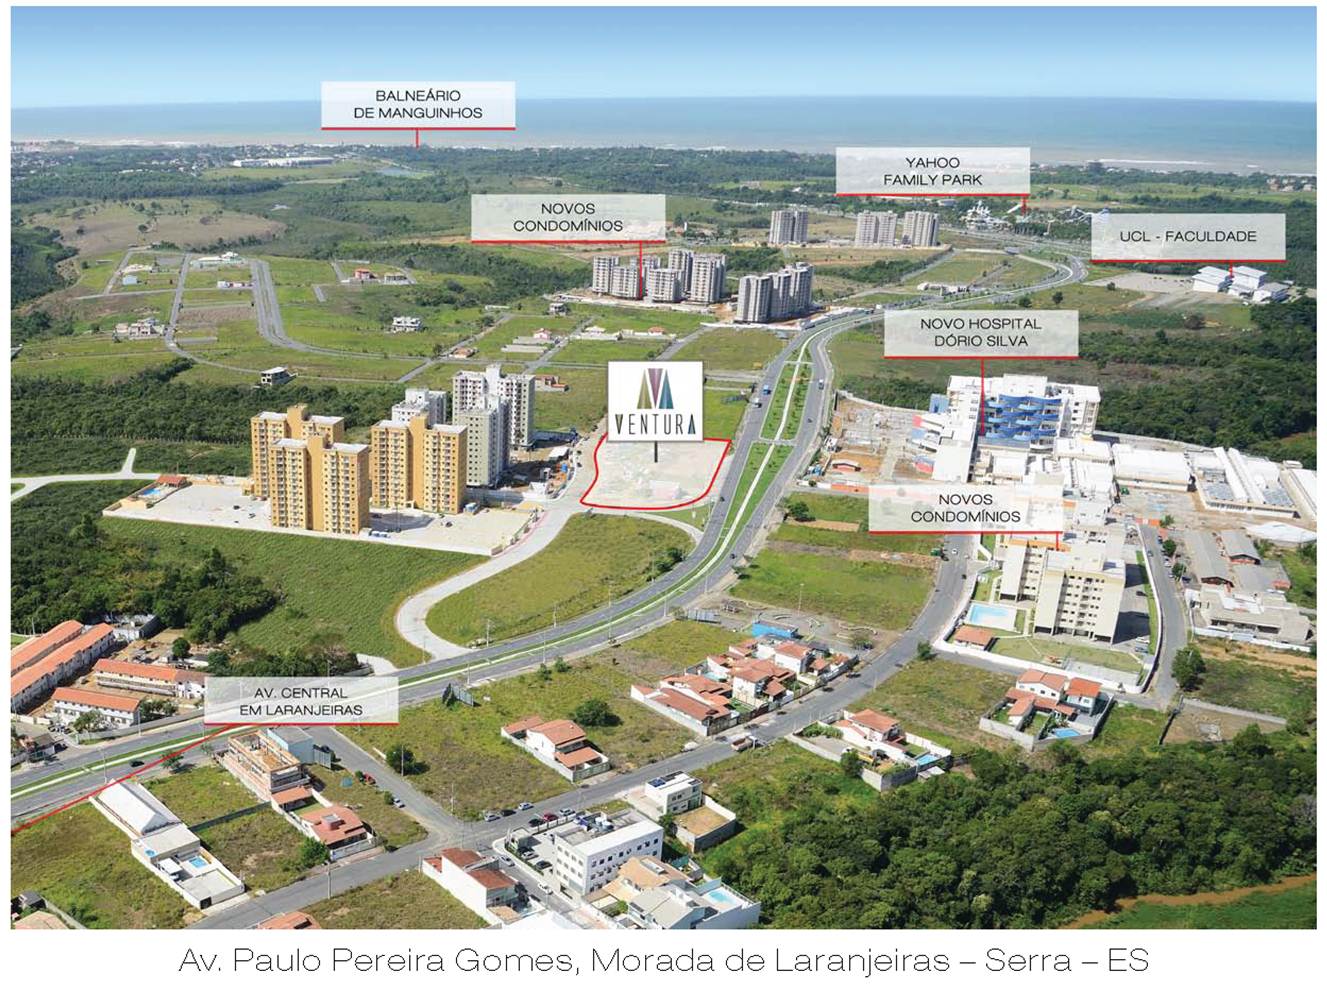 BALNEÁRIO
DE MANGUINHOS
YAHOO
FAMILY PARK
NOVOS
CONDOMÍNIOS
UCL - FACULDADE
NOVO HOSPITAL
DÓRIO SILVA
VENTURA
NOVOS
CONDOMÍNIOS
AV. CENTRAL
EM LARANJEIRAS
Av. Paulo Pereira Gomes, Morada de Laranjeiras – Serra – ES